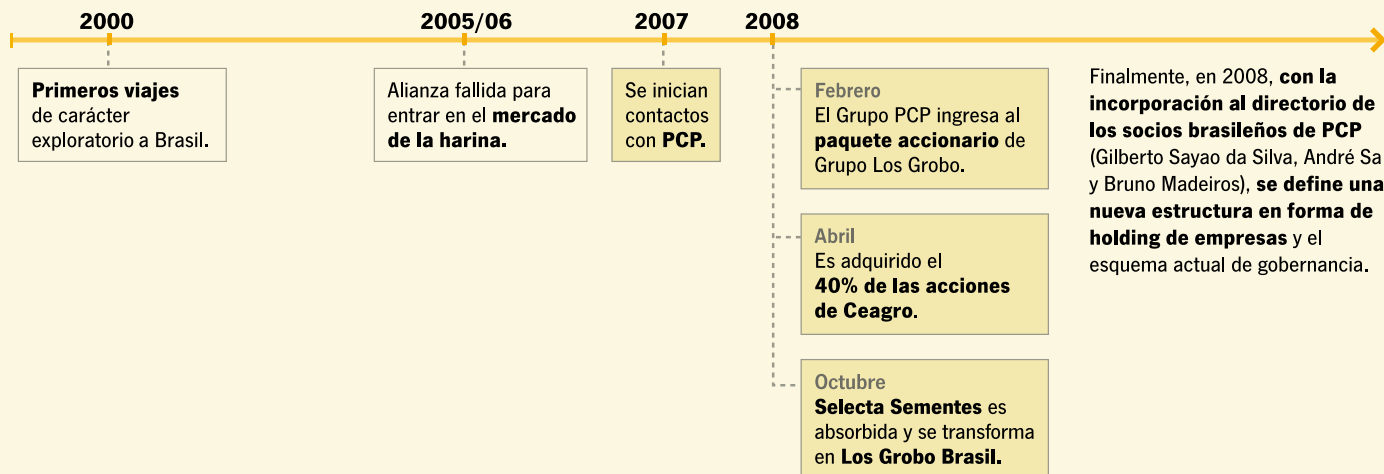 2000
Primeros viajes
de carácter
exploratorio a Brasil.
2005/06
Alianza fallida para
entrar en el mercado
de la harina.
2007
Se inician
contactos
con PCP.
2008
Febrero
El Grupo PCP ingresa al
paquete accionario de
Grupo Los Grobo.
Abril
Es adquirido el
40% de las acciones
de Ceagro.
Octubre
Selecta Sementes es
absorbida y se transforma
en Los Grobo Brasil.
Finalmente, en 2008, con la
incorporación al directorio de
los socios brasileños de PCP
(Gilberto Sayao da Silva, André Sa
y Bruno Madeiros), se define una
nueva estructura en forma de
holding de empresas y el
esquema actual de gobernancia.